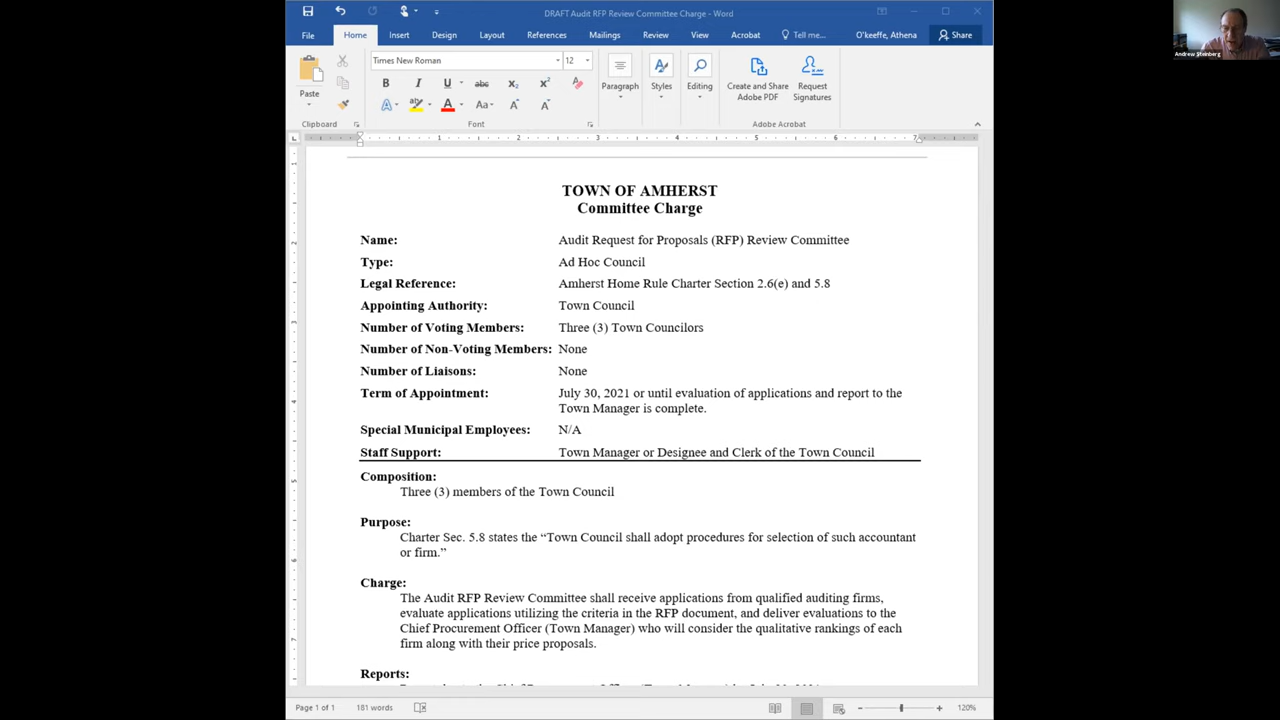 DRAFT Audit RFP Review Committee Charge - Word
File Home Insert Design Layout References Mailings Review View Acrobat Tell me... O'keeffe, Athena Share
Andrew Steinberg
Times New Roman 12
Paste
Paragraph Styles Editing Create and Share Adobe PDF Request Signatures
Clipboard Font Adobe Acrobat
TOWN OF AMHERST
Committee Charge
Name: Audit Request for Proposals (RFP) Review Committee
Type: Ad Hoc Council
Legal Reference: Amherst Home Rule Charter Section 2.6(e) and 5.8
Appointing Authority: Town Council
Number of Voting Members: Three (3) Town Councilors
Number of Non-Voting Members: None
Number of Liaisons: None
Term of Appointment: July 30, 2021 or until evaluation of applications and report to the
Town Manager is complete.
Special Municipal Employees: N/A
Staff Support: Town Manager or Designee and Clerk of the Town Council
Composition:
Three (3) members of the Town Council
Purpose:
Charter Sec. 5.8 states the “Town Council shall adopt procedures for selection of such accountant
or firm.”
Charge:
The Audit RFP Review Committee shall receive applications from qualified auditing firms,
evaluate applications utilizing the criteria in the RFP document, and deliver evaluations to the
Chief Procurement Officer (Town Manager) who will consider the qualitative rankings of each
firm along with their price proposals.
Reports:
Page 1 of 1 181 words 120%